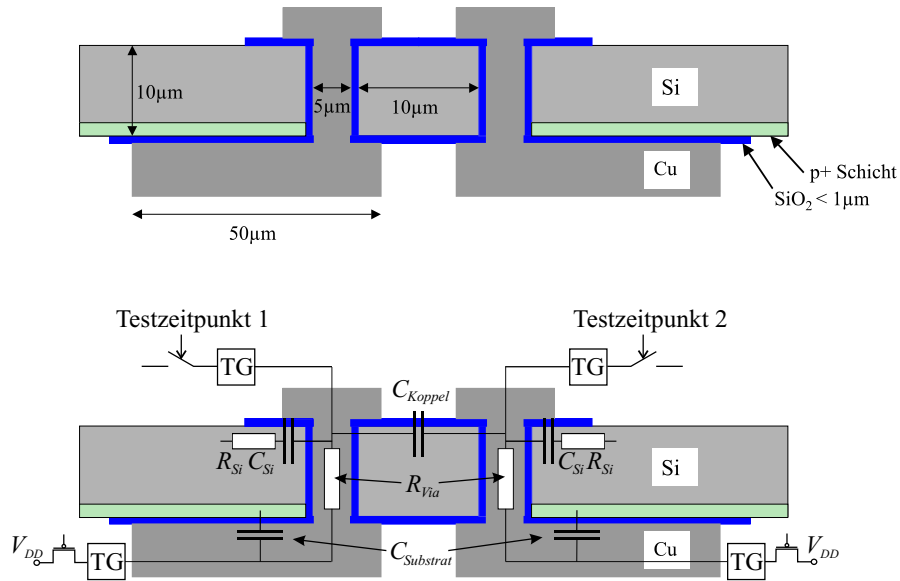 10µm
5µm
10µm
Si
Cu
p+ Schicht
SiO₂ < 1µm
50µm
Testzeitpunkt 1
Testzeitpunkt 2
TG
TG
C_Koppel
R_Si C_Si
C_Si R_Si
R_Via
Si
V_DD
TG
C_Substrat
Cu
TG
V_DD